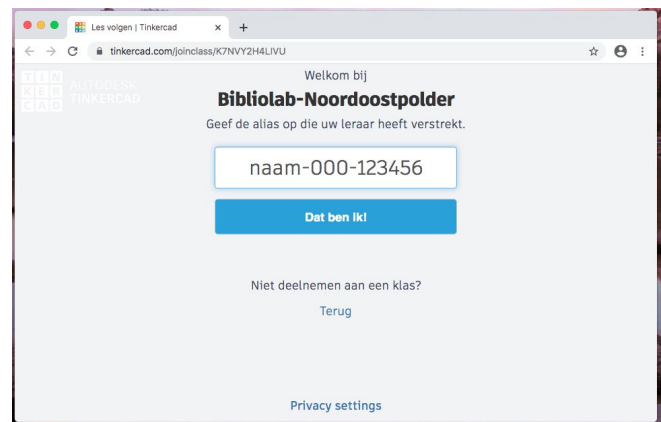 Les volgen | Tinkercad
tinkercad.com/joinclass/K7NVY2H4LIVU
TIN
KER
CAD
AUTODESK
TINKERCAD
Welkom bij
Bibliolab-Noordoostpolder
Geef de alias op die uw leraar heeft verstrekt.
naam-000-123456
Dat ben ik!
Niet deelnemen aan een klas?
Terug
Privacy settings